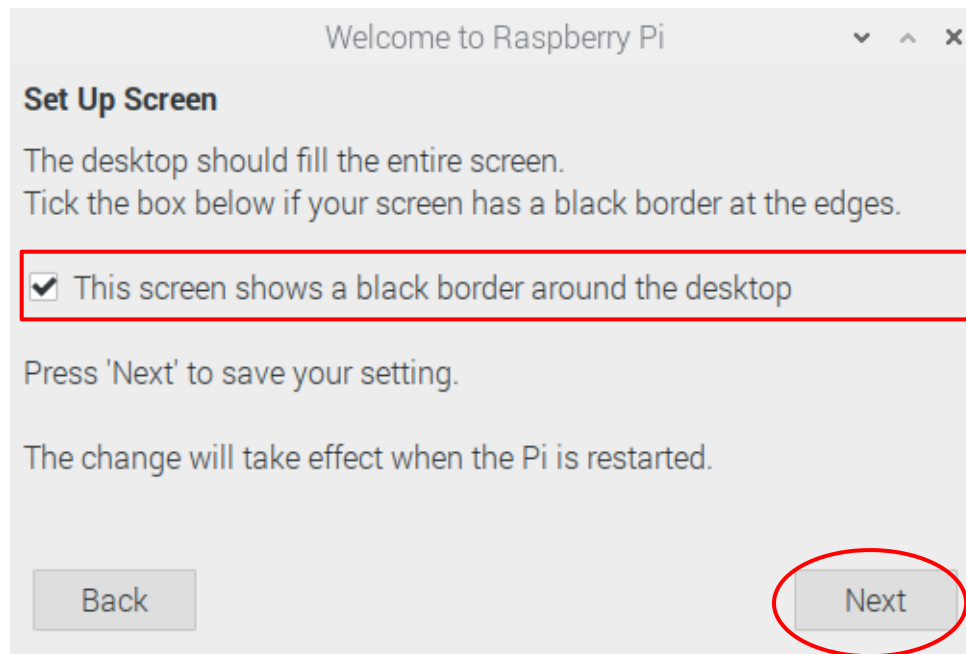 Welcome to Raspberry Pi
Set Up Screen
The desktop should fill the entire screen.
Tick the box below if your screen has a black border at the edges.
This screen shows a black border around the desktop
Press 'Next' to save your setting.
The change will take effect when the Pi is restarted.
Back
Next